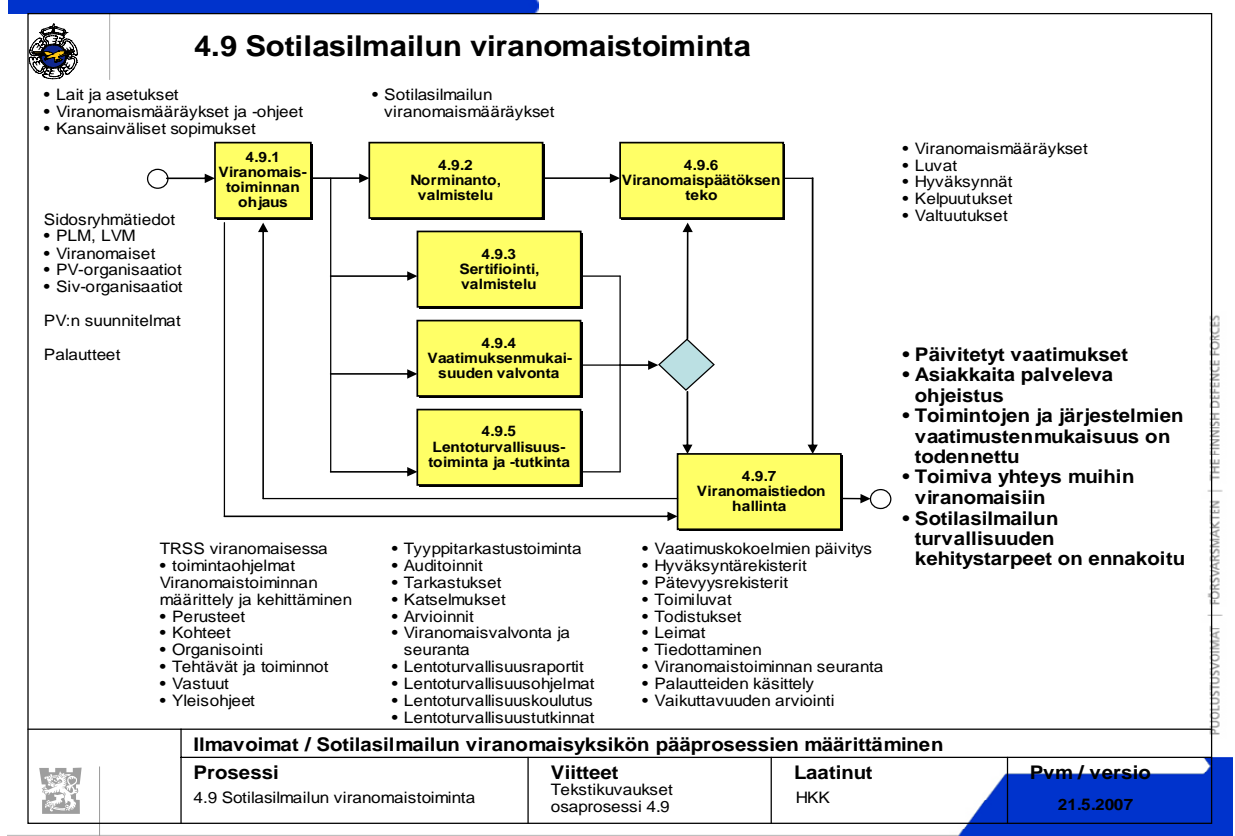 4.9 Sotilasilmailun viranomaistoiminta
• Lait ja asetukset
• Viranomaismääräykset ja -ohjeet
• Kansainväliset sopimukset
• Sotilasilmailun
viranomaismääräykset
4.9.1
Viranomais-
toiminnan
ohjaus
4.9.2
Norminanto,
valmistelu
4.9.6
Viranomaispäätöksen
teko
• Viranomaismääräykset
• Luvat
• Hyväksynnät
• Kelpuutukset
• Valtuutukset
Sidosryhmätiedot
• PLM, LVM
• Viranomaiset
• PV-organisaatiot
• Siv-organisaatiot
PV:n suunnitelmat
Palautteet
4.9.3
Sertifiointi,
valmistelu
4.9.4
Vaatimuksenmukai-
suuden valvonta
4.9.5
Lentoturvallisuus-
toiminta ja -tutkinta
4.9.7
Viranomaistiedon
hallinta
• Päivitetyt vaatimukset
• Asiakkaita palveleva
ohjeistus
• Toimintojen ja järjestelmien
vaatimustenmukaisuus on
todennettu
• Toimiva yhteys muihin
viranomaisiin
• Sotilasilmailun
turvallisuuden
kehitystarpeet on ennakoitu
TRSS viranomaisessa
• toimintaohjelmat
Viranomaistoiminnan
määrittely ja kehittäminen
• Perusteet
• Kohteet
• Organisointi
• Tehtävät ja toiminnot
• Vastuut
• Yleisohjeet
• Tyyppitarkastustoiminta
• Auditoinnit
• Tarkastukset
• Katselmukset
• Arvioinnit
• Viranomaisvalvonta ja
seuranta
• Lentoturvallisuusraportit
• Lentoturvallisuusohjelmat
• Lentoturvallisuuskoulutus
• Lentoturvallisuustutkinnat
• Vaatimuskokoelmien päivitys
• Hyväksyntärekisterit
• Pätevyysrekisterit
• Toimiluvat
• Todistukset
• Leimat
• Tiedottaminen
• Viranomaistoiminnan seuranta
• Palautteiden käsittely
• Vaikuttavuuden arviointi
PUOLUSTUSVOIMAT | FÖRSVARSMAKTEN | THE FINNISH DEFENCE FORCES
Ilmavoimat / Sotilasilmailun viranomaisyksikön pääprosessien määrittäminen
Prosessi
4.9 Sotilasilmailun viranomaistoiminta
Viitteet
Tekstikuvaukset
osaprosessi 4.9
Laatinut
HKK
Pvm / versio
21.5.2007